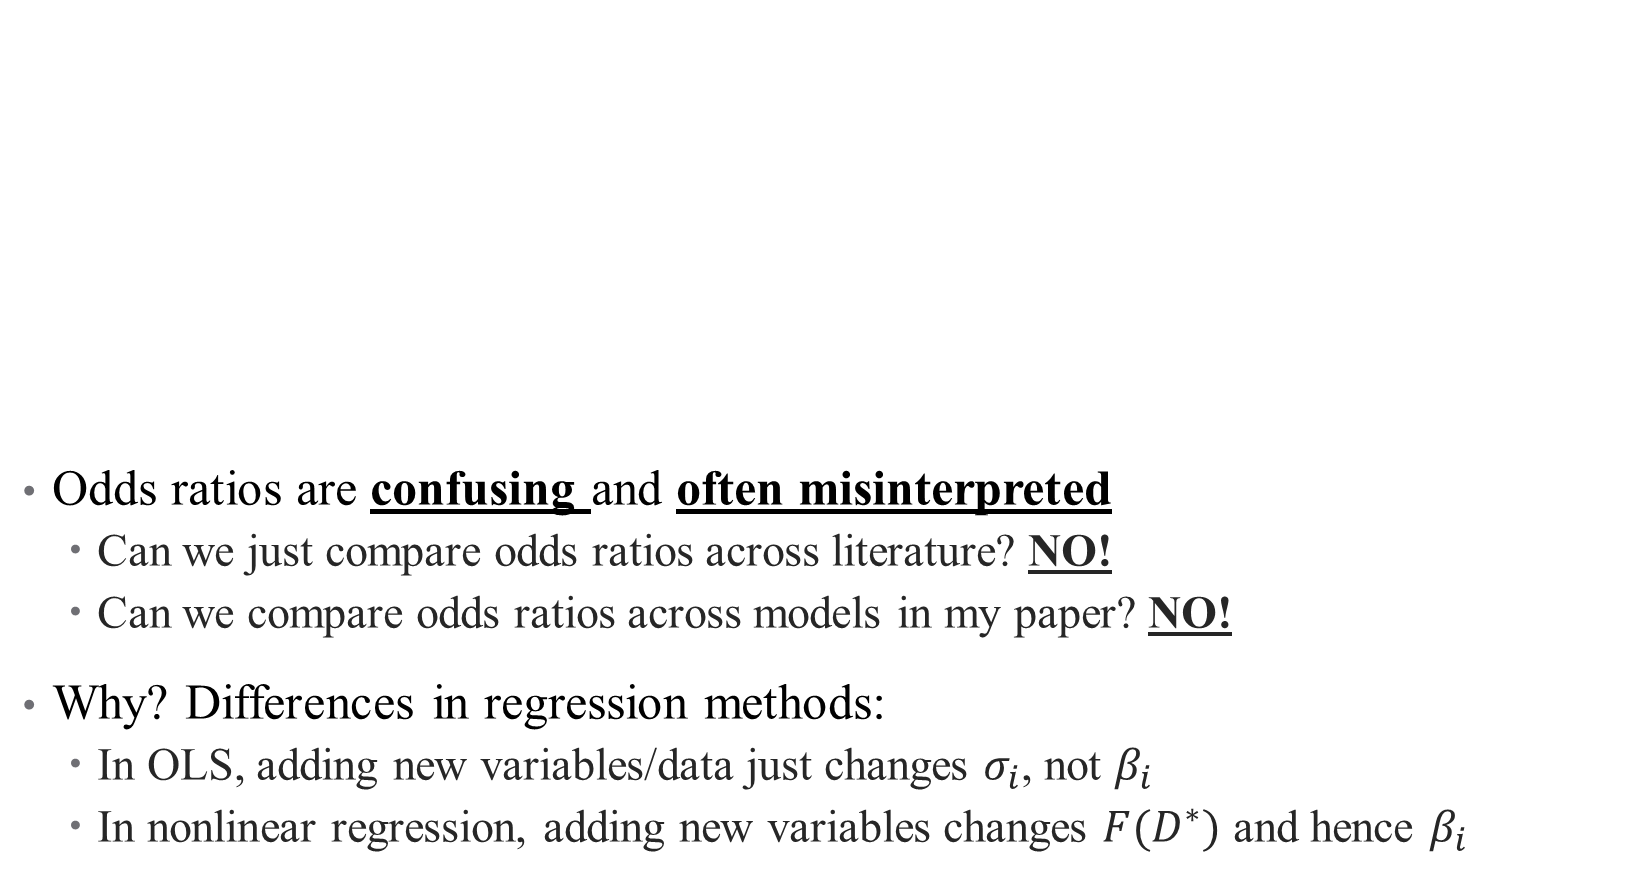 • Odds ratios are confusing and often misinterpreted
• Can we just compare odds ratios across literature? NO!
• Can we compare odds ratios across models in my paper? NO!
• Why? Differences in regression methods:
• In OLS, adding new variables/data just changes 𝜎ᵢ, not 𝛽ᵢ
• In nonlinear regression, adding new variables changes 𝐹(𝐷*) and hence 𝛽ᵢ